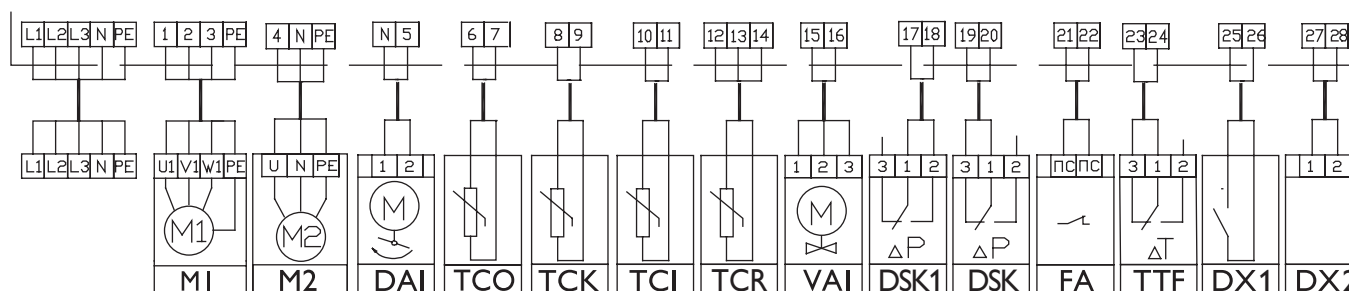 L1 L2 L3 N PE 1 2 3 PE 4 N PE N 5 6 7 8 9 10 11 12 13 14 15 16 17 18 19 20 21 22 23 24 25 26 27 28
L1 L2 L3 N PE U1 V1 W1 PE U N PE 1 2 1 2 3 3 1 2 3 1 2 ПС ПС 3 1 2 1 2
M1 M2 M M
ΔP ΔP ΔT
M1 M2 DAI TCO TCK TCI TCR VAI DSK1 DSK FA TTF DX1 DX2